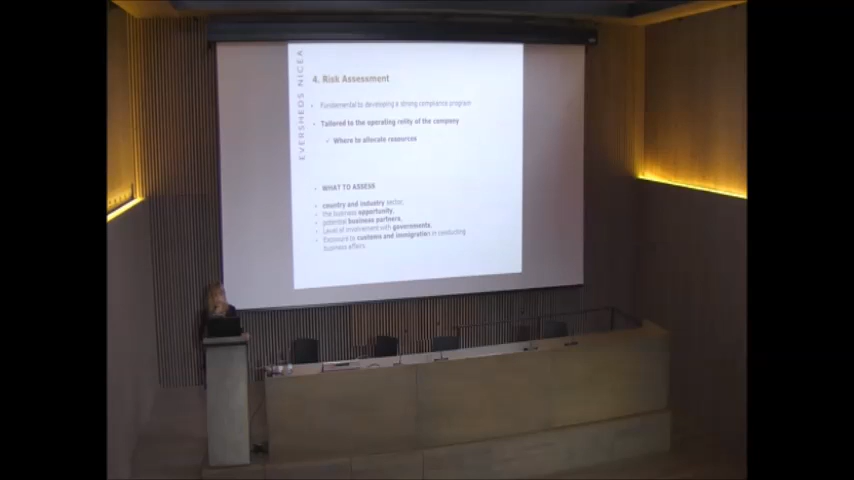 EVERSHEDS NICEA
4. Risk Assessment
Fundamental to developing a strong compliance program
Tailored to the operating relity of the company
✓ Where to allocate resources
WHAT TO ASSESS
country and industry sector,
the business opportunity,
potential business partners,
Level of involvement with governments,
Exposure to customs and immigration in conducting
business affairs